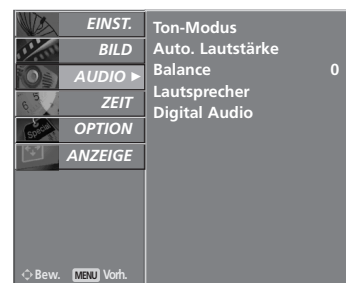 EINST.
BILD
AUDIO ►
ZEIT
OPTION
ANZEIGE
Ton-Modus
Auto. Lautstärke
Balance 0
Lautsprecher
Digital Audio
Bew. MENU Vorh.